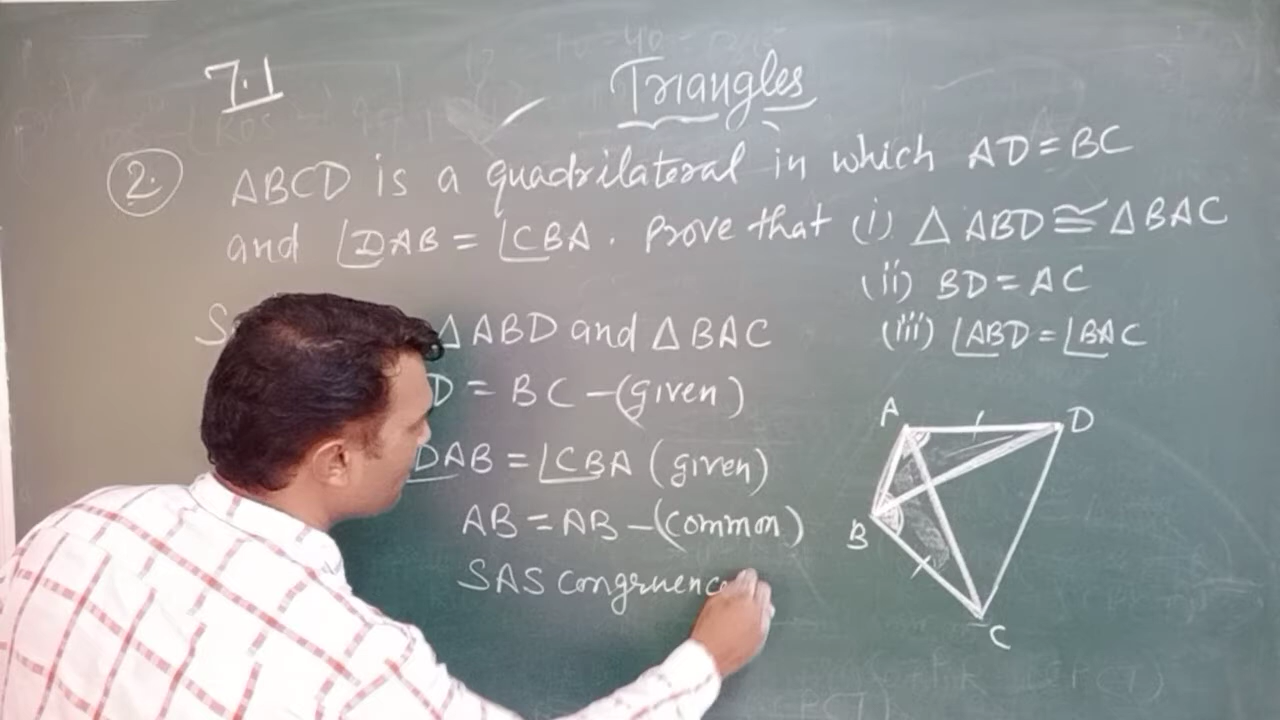 7.1
Triangles
2. ABCD is a quadrilateral in which AD = BC
and ∠DAB = ∠CBA. Prove that (i) △ ABD ≅ △ BAC
(ii) BD = AC
(iii) ∠ABD = ∠BAC
△ ABD and △ BAC
D = BC - (given)
DAB = ∠CBA (given)
AB = AB - (common)
SAS congruence
A
D
B
C